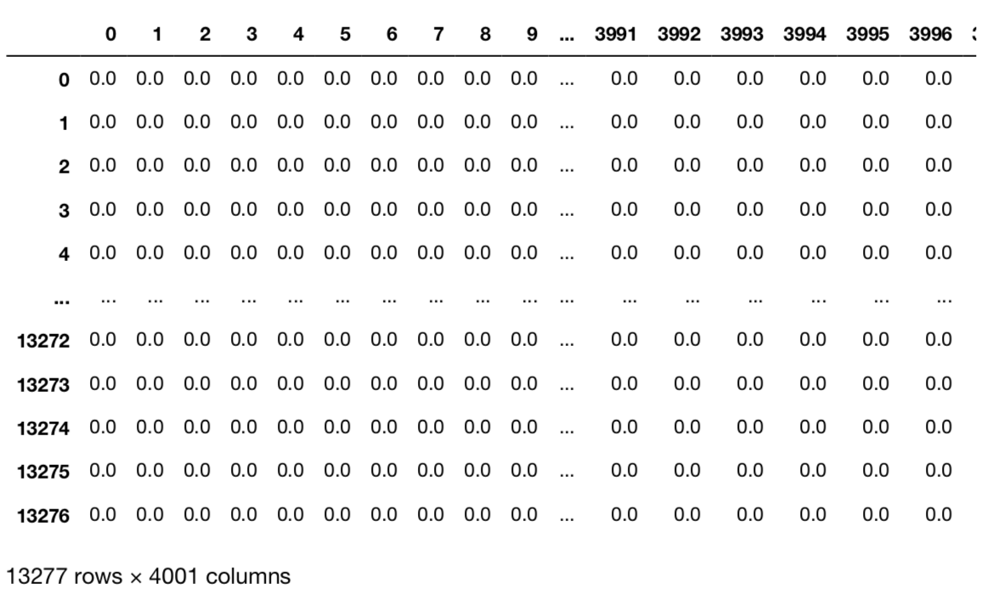 0 1 2 3 4 5 6 7 8 9 ... 3991 3992 3993 3994 3995 3996
0 0.0 0.0 0.0 0.0 0.0 0.0 0.0 0.0 0.0 0.0 ... 0.0 0.0 0.0 0.0 0.0 0.0
1 0.0 0.0 0.0 0.0 0.0 0.0 0.0 0.0 0.0 0.0 ... 0.0 0.0 0.0 0.0 0.0 0.0
2 0.0 0.0 0.0 0.0 0.0 0.0 0.0 0.0 0.0 0.0 ... 0.0 0.0 0.0 0.0 0.0 0.0
3 0.0 0.0 0.0 0.0 0.0 0.0 0.0 0.0 0.0 0.0 ... 0.0 0.0 0.0 0.0 0.0 0.0
4 0.0 0.0 0.0 0.0 0.0 0.0 0.0 0.0 0.0 0.0 ... 0.0 0.0 0.0 0.0 0.0 0.0
... ... ... ... ... ... ... ... ... ... ... ... ... ... ... ... ... ...
13272 0.0 0.0 0.0 0.0 0.0 0.0 0.0 0.0 0.0 0.0 ... 0.0 0.0 0.0 0.0 0.0 0.0
13273 0.0 0.0 0.0 0.0 0.0 0.0 0.0 0.0 0.0 0.0 ... 0.0 0.0 0.0 0.0 0.0 0.0
13274 0.0 0.0 0.0 0.0 0.0 0.0 0.0 0.0 0.0 0.0 ... 0.0 0.0 0.0 0.0 0.0 0.0
13275 0.0 0.0 0.0 0.0 0.0 0.0 0.0 0.0 0.0 0.0 ... 0.0 0.0 0.0 0.0 0.0 0.0
13276 0.0 0.0 0.0 0.0 0.0 0.0 0.0 0.0 0.0 0.0 ... 0.0 0.0 0.0 0.0 0.0 0.0
13277 rows × 4001 columns